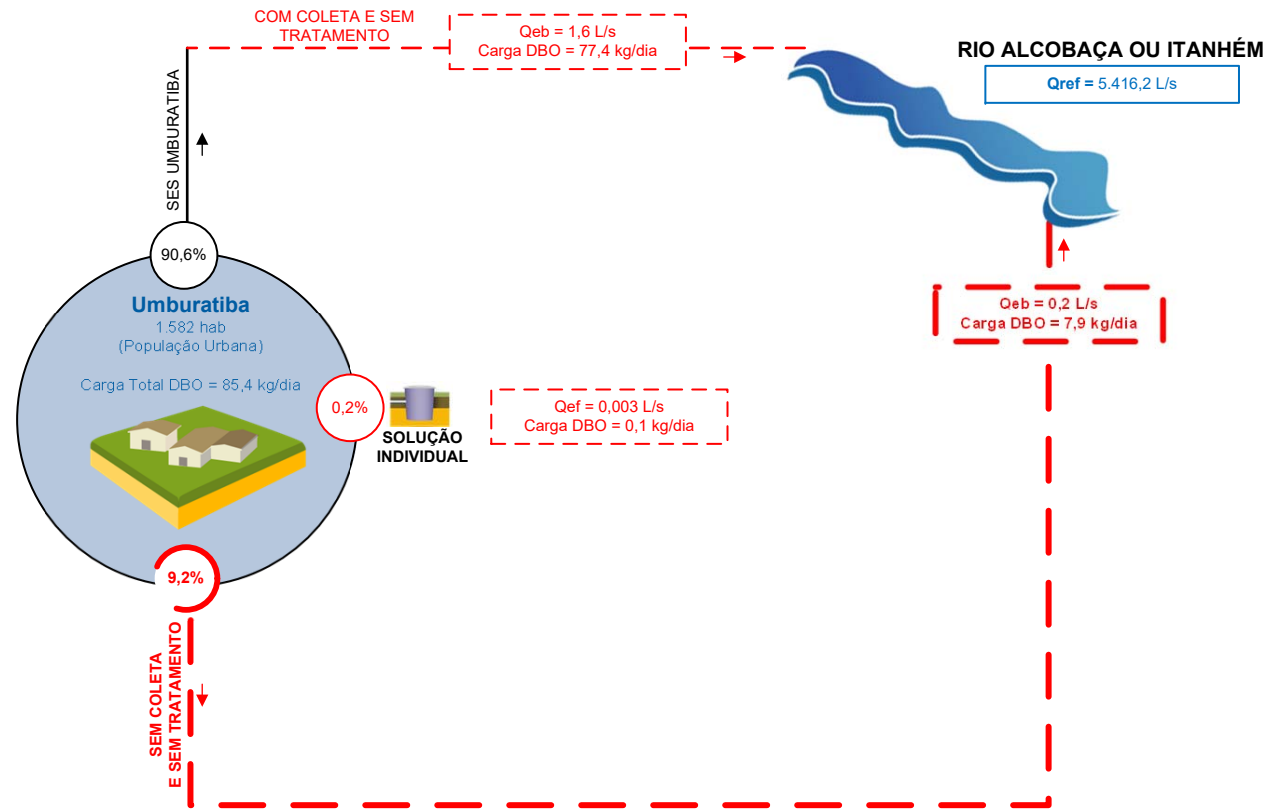 COM COLETA E SEM
TRATAMENTO
Qeb = 1,6 L/s
Carga DBO = 77,4 kg/dia
RIO ALCOBAÇA OU ITANHÉM
Qref = 5.416,2 L/s
SES UMBURATIBA
90,6%
Umburatiba
1.582 hab
(População Urbana)
Carga Total DBO = 85,4 kg/dia
0,2%
SOLUÇÃO
INDIVIDUAL
Qef = 0,003 L/s
Carga DBO = 0,1 kg/dia
Qeb = 0,2 L/s
Carga DBO = 7,9 kg/dia
9,2%
SEM COLETA
E SEM TRATAMENTO